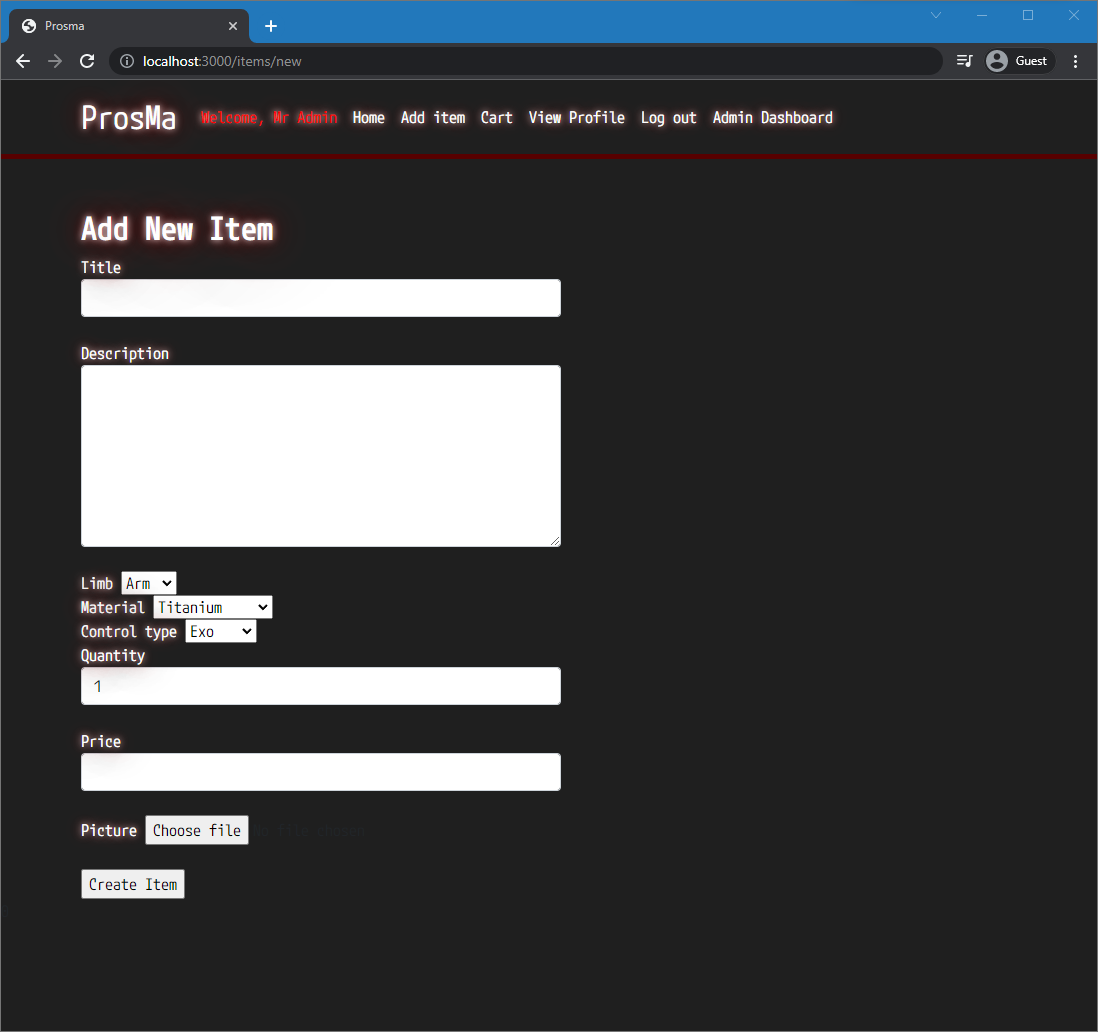 Prosma
localhost:3000/items/new
Guest
ProsMa Welcome, Mr Admin Home Add item Cart View Profile Log out Admin Dashboard
Add New Item
Title
Description
Limb Arm
Material Titanium
Control type Exo
Quantity
1
Price
Picture Choose file No file chosen
Create Item